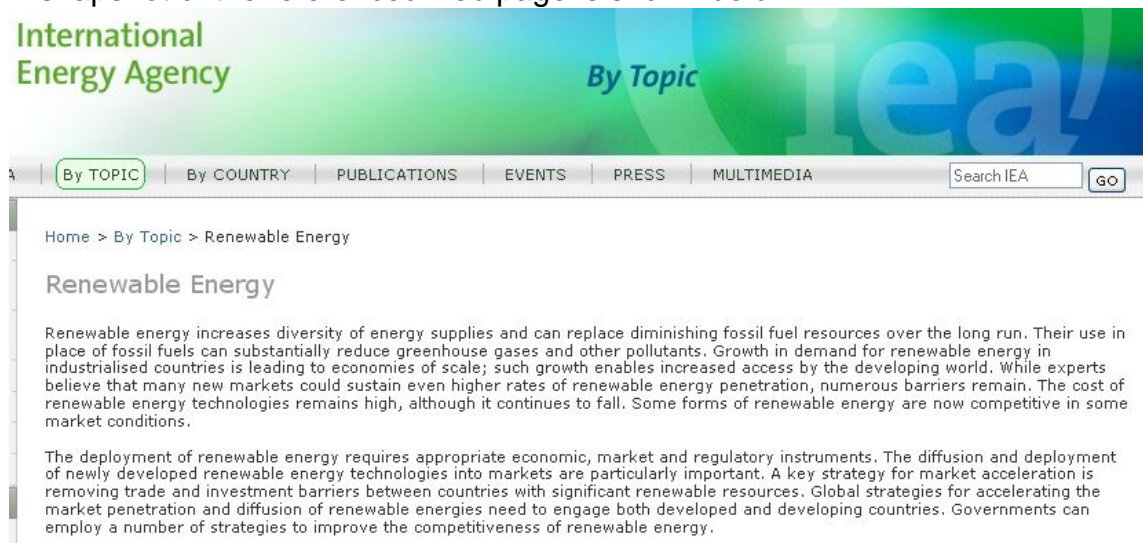 International
Energy Agency
By Topic
iea
By TOPIC
By COUNTRY
PUBLICATIONS
EVENTS
PRESS
MULTIMEDIA
Search IEA
GO
Home > By Topic > Renewable Energy
Renewable Energy
Renewable energy increases diversity of energy supplies and can replace diminishing fossil fuel resources over the long run. Their use in
place of fossil fuels can substantially reduce greenhouse gases and other pollutants. Growth in demand for renewable energy in
industrialised countries is leading to economies of scale; such growth enables increased access by the developing world. While experts
believe that many new markets could sustain even higher rates of renewable energy penetration, numerous barriers remain. The cost of
renewable energy technologies remains high, although it continues to fall. Some forms of renewable energy are now competitive in some
market conditions.
The deployment of renewable energy requires appropriate economic, market and regulatory instruments. The diffusion and deployment
of newly developed renewable energy technologies into markets are particularly important. A key strategy for market acceleration is
removing trade and investment barriers between countries with significant renewable resources. Global strategies for accelerating the
market penetration and diffusion of renewable energies need to engage both developed and developing countries. Governments can
employ a number of strategies to improve the competitiveness of renewable energy.